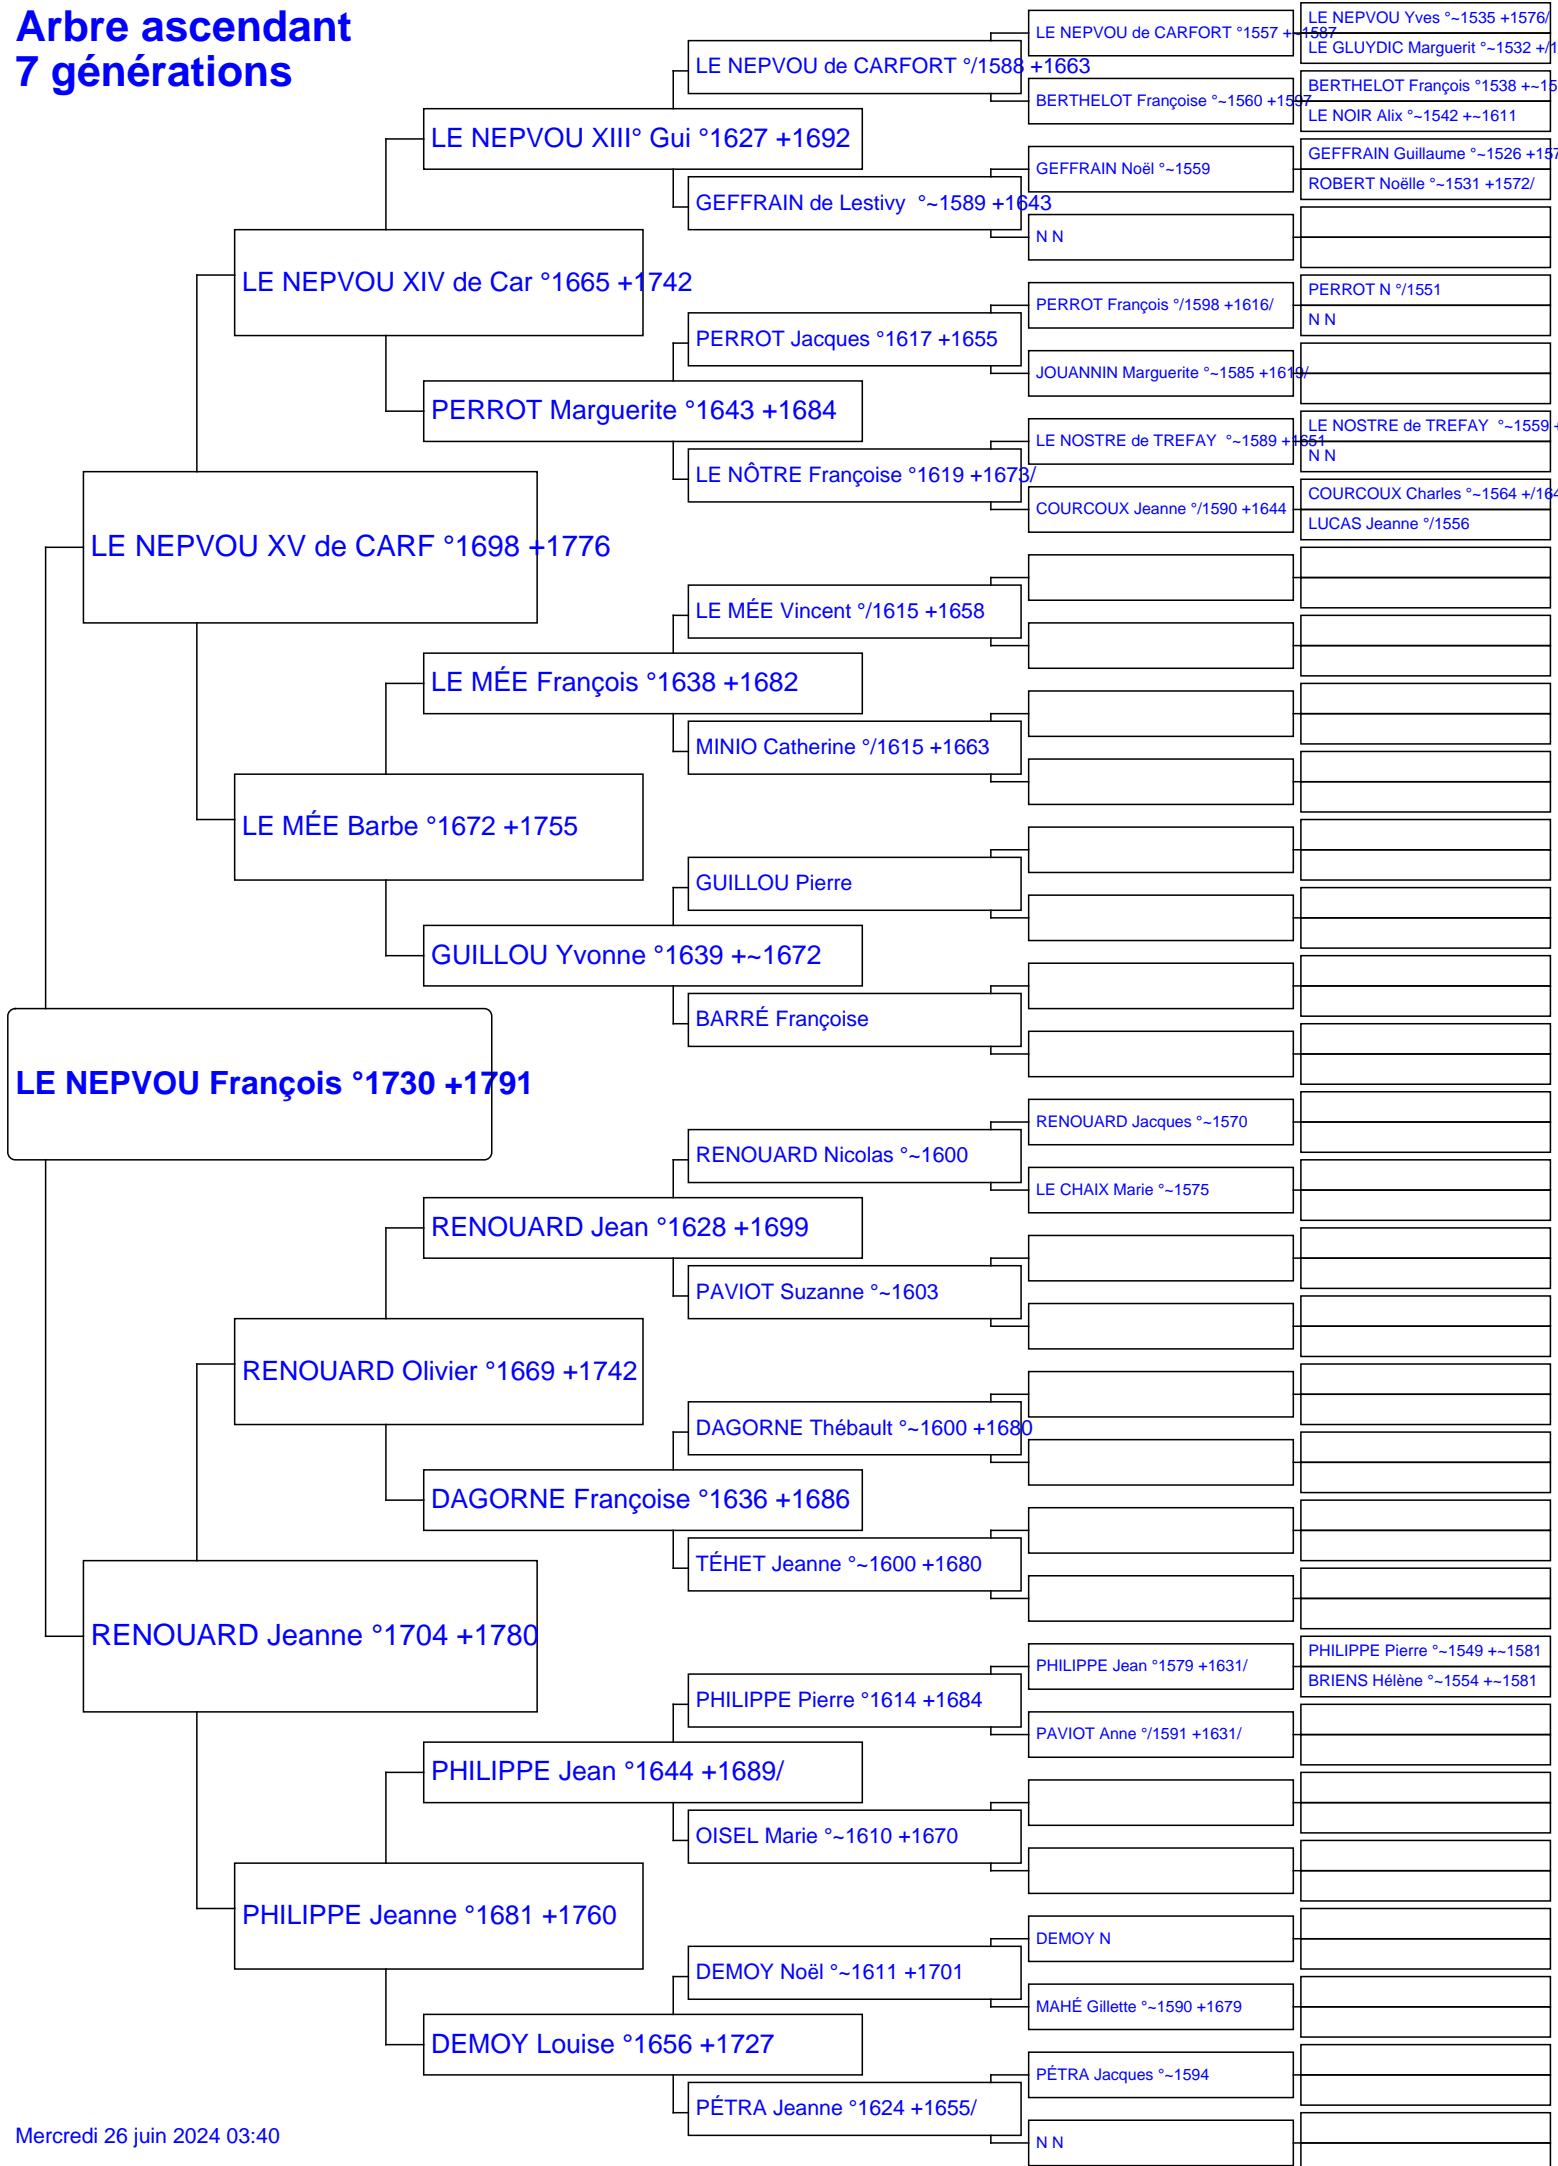 Arbre ascendant
7 générations
LE NEPVOU François °1730 +1791
LE NEPVOU XV de CARF °1698 +1776
RENOUARD Jeanne °1704 +1780
LE NEPVOU XIV de Car °1665 +1742
LE MÉE Barbe °1672 +1755
RENOUARD Olivier °1669 +1742
PHILIPPE Jeanne °1681 +1760
LE NEPVOU XIII° Gui °1627 +1692
PERROT Marguerite °1643 +1684
LE MÉE François °1638 +1682
GUILLOU Yvonne °1639 +~1672
RENOUARD Jean °1628 +1699
DAGORNE Françoise °1636 +1686
PHILIPPE Jean °1644 +1689/
DEMOY Louise °1656 +1727
LE NEPVOU de CARFORT °/1588 +1663
GEFFRAIN de Lestivy °~1589 +1643
PERROT Jacques °1617 +1655
LE NÔTRE Françoise °1619 +1673/
LE MÉE Vincent °/1615 +1658
MINIO Catherine °/1615 +1663
GUILLOU Pierre
BARRÉ Françoise
RENOUARD Nicolas °~1600
PAVIOT Suzanne °~1603
DAGORNE Thébault °~1600 +1680
TÉHET Jeanne °~1600 +1680
PHILIPPE Pierre °1614 +1684
OISEL Marie °~1610 +1670
DEMOY Noël °~1611 +1701
PÉTRA Jeanne °1624 +1655/
LE NEPVOU de CARFORT °1557 +~1587
BERTHELOT Françoise °~1560 +1597
GEFFRAIN Noël °~1559
N N
PERROT François °/1598 +1616/
JOUANNIN Marguerite °~1585 +1619/
LE NOSTRE de TREFAY °~1589 +1651
COURCOUX Jeanne °/1590 +1644
RENOUARD Jacques °~1570
LE CHAIX Marie °~1575
PHILIPPE Jean °1579 +1631/
PAVIOT Anne °/1591 +1631/
DEMOY N
MAHÉ Gillette °~1590 +1679
PÉTRA Jacques °~1594
N N
LE NEPVOU Yves °~1535 +1576/
LE GLUYDIC Marguerit °~1532 +/1
BERTHELOT François °1538 +~15
LE NOIR Alix °~1542 +~1611
GEFFRAIN Guillaume °~1526 +157
ROBERT Noëlle °~1531 +1572/
PERROT N °/1551
N N
LE NOSTRE de TREFAY °~1559 +
N N
COURCOUX Charles °~1564 +/164
LUCAS Jeanne °/1556
PHILIPPE Pierre °~1549 +~1581
BRIENS Hélène °~1554 +~1581
Mercredi 26 juin 2024 03:40